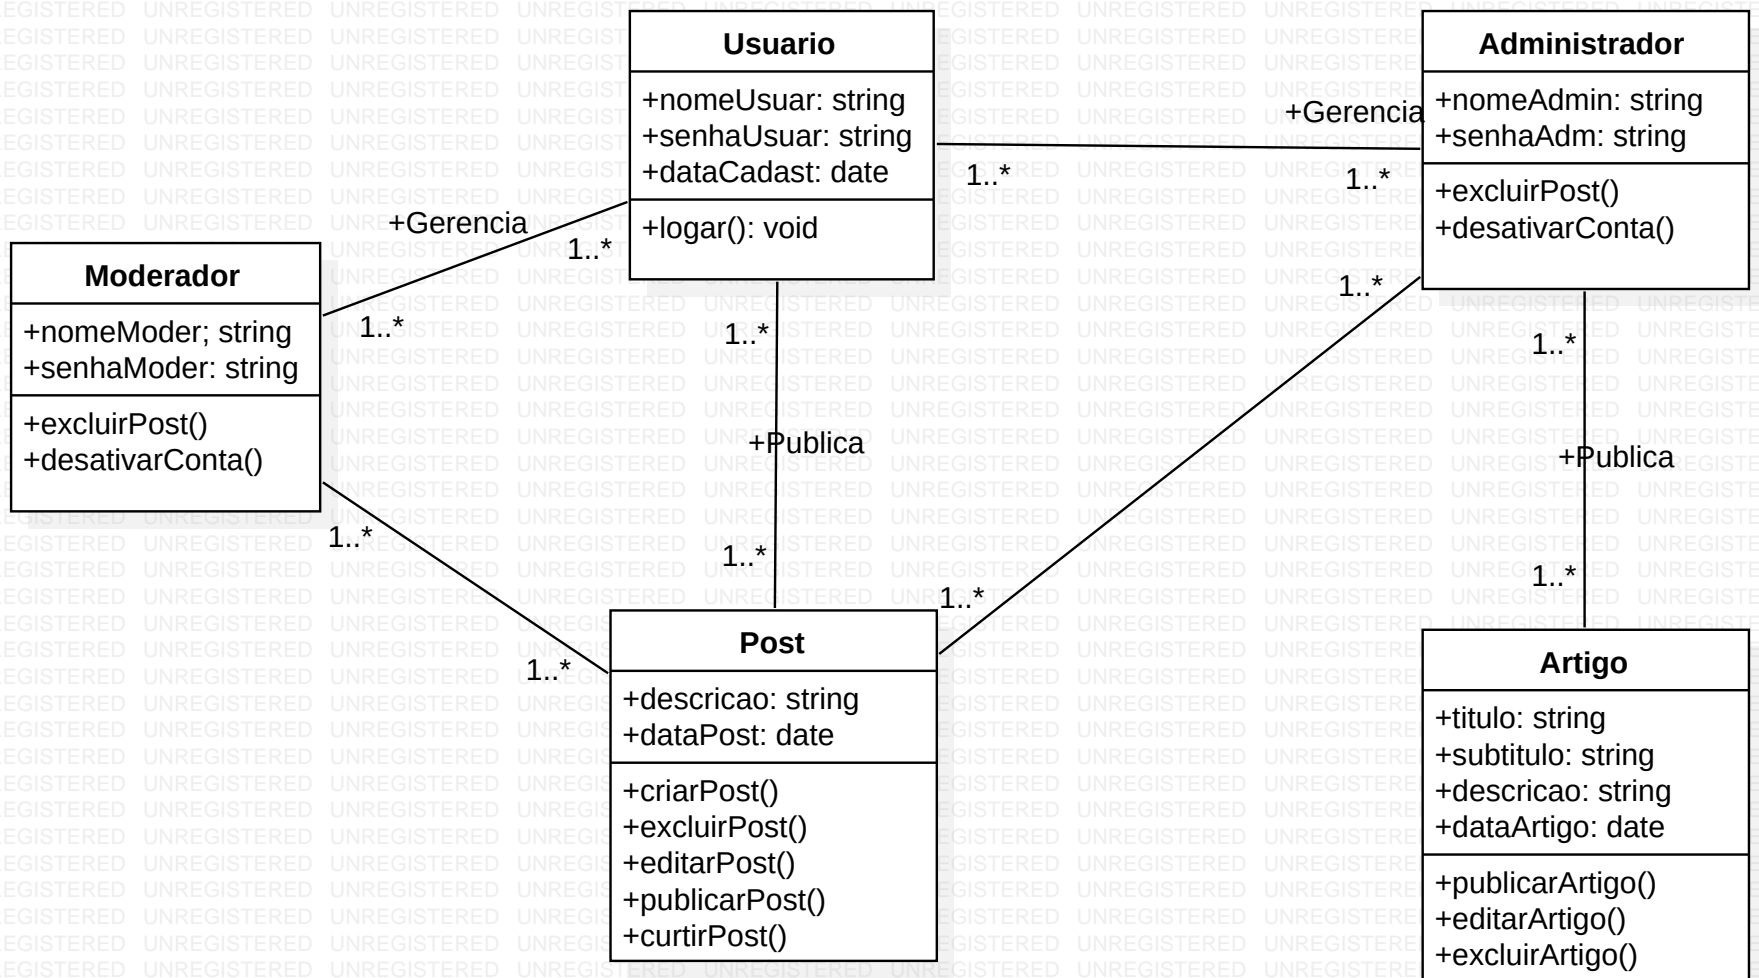 Usuario
+nomeUsuar: string
+senhaUsuar: string
+dataCadast: date
+logar(): void
Administrador
+nomeAdmin: string
+senhaAdm: string
+excluirPost()
+desativarConta()
+Gerencia
1..*
1..*
+Gerencia
1..*
1..*
Moderador
+nomeModer; string
+senhaModer: string
+excluirPost()
+desativarConta()
1..*
+Publica
1..*
1..*
1..*
1..*
+Publica
1..*
1..*
1..*
Post
+descricao: string
+dataPost: date
+criarPost()
+excluirPost()
+editarPost()
+publicarPost()
+curtirPost()
Artigo
+titulo: string
+subtitulo: string
+descricao: string
+dataArtigo: date
+publicarArtigo()
+editarArtigo()
+excluirArtigo()
UNREGISTERED